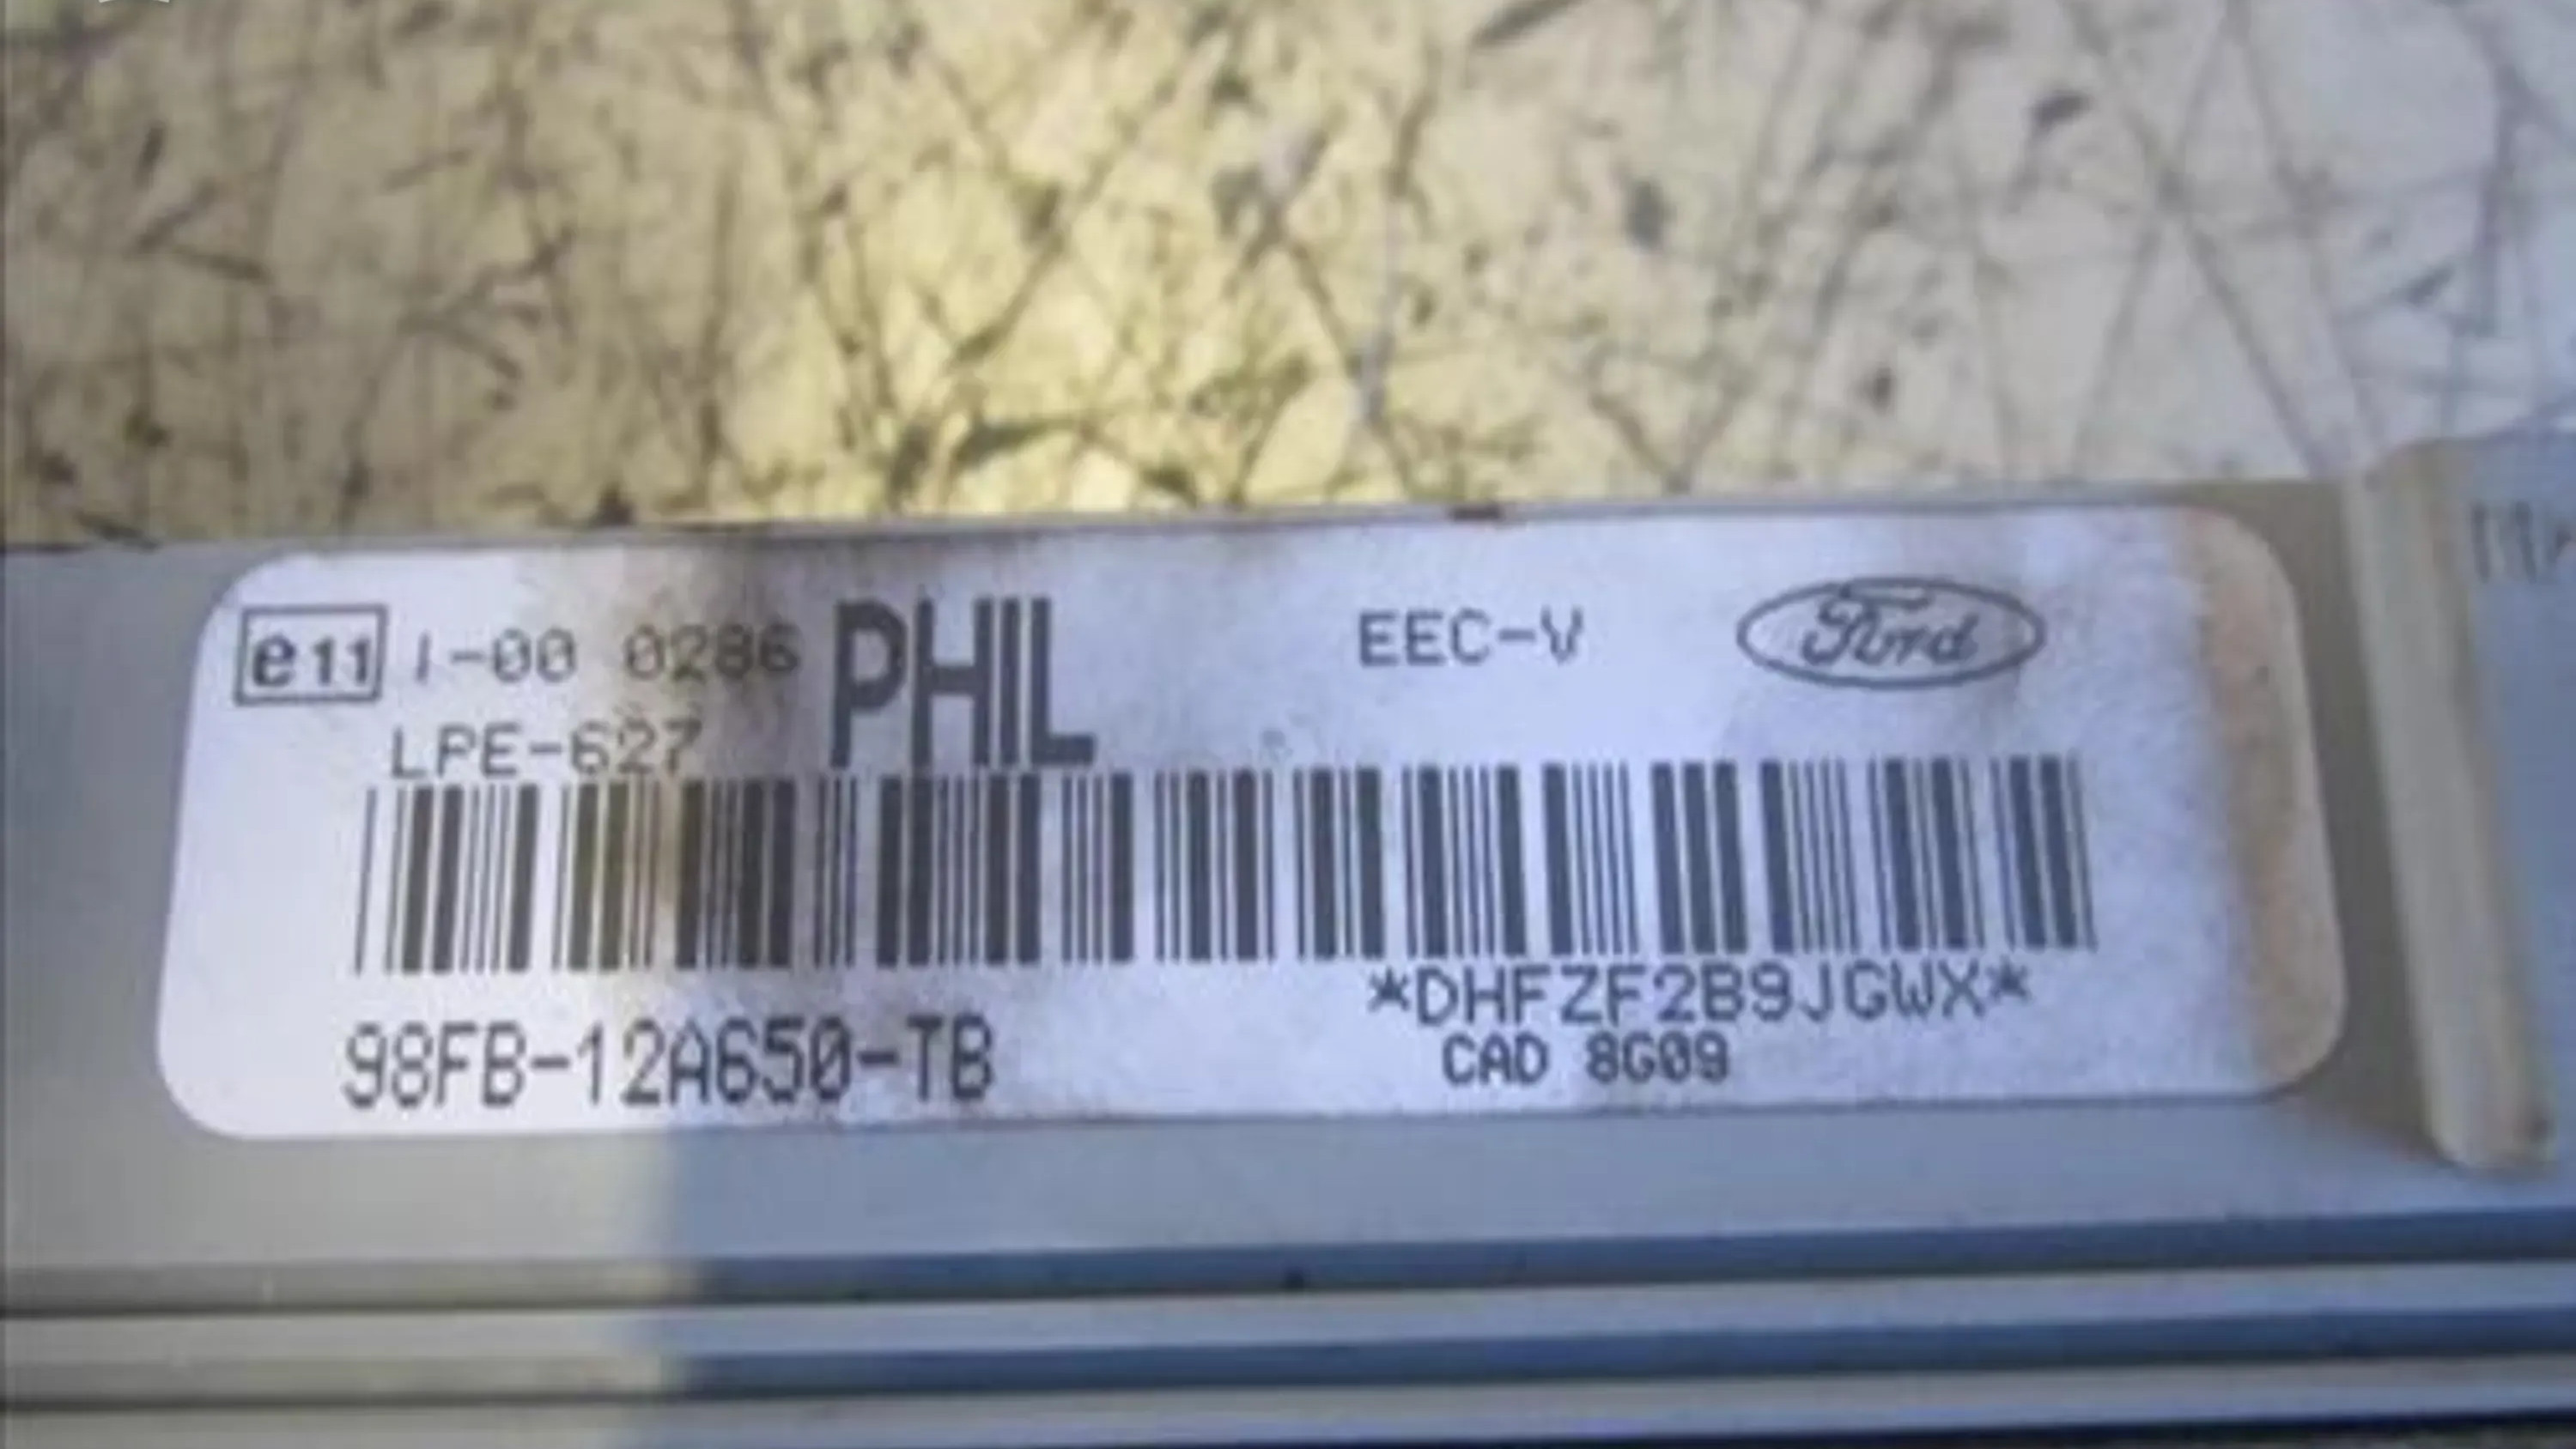 e11 1-00 0286 PHIL EEC-V Ford
LPE-627
*DHFZF2B9JGWX*
98FB-12A650-TB CAD 8G09